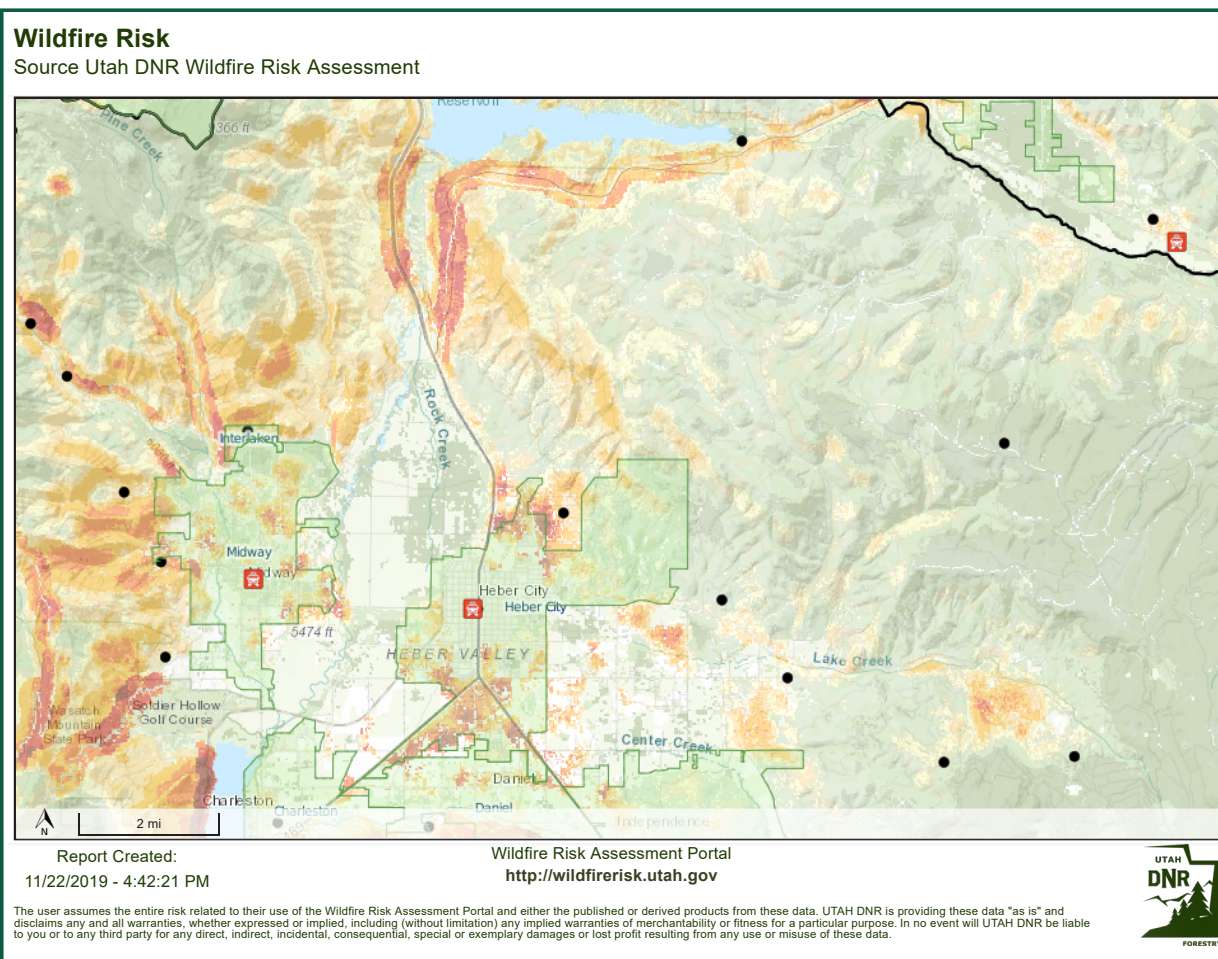 Wildfire Risk
Source Utah DNR Wildfire Risk Assessment
Reservoir
Pine Creek
9366 ft
Rock Creek
Interlaken
Midway
Midway
Heber City
Heber City
5474 ft
HEBER VALLEY
Lake Creek
Wasatch
Mountain
State Park
Soldier Hollow
Golf Course
Center Creek
Daniel
Charleston
Charleston
Daniel
Independence
189
N
2 mi
Report Created:
11/22/2019 - 4:42:21 PM
Wildfire Risk Assessment Portal
http://wildfirerisk.utah.gov
UTAH
DNR
FORESTRY
The user assumes the entire risk related to their use of the Wildfire Risk Assessment Portal and either the published or derived products from these data. UTAH DNR is providing these data "as is" and
disclaims any and all warranties, whether expressed or implied, including (without limitation) any implied warranties of merchantability or fitness for a particular purpose. In no event will UTAH DNR be liable
to you or to any third party for any direct, indirect, incidental, consequential, special or exemplary damages or lost profit resulting from any use or misuse of these data.